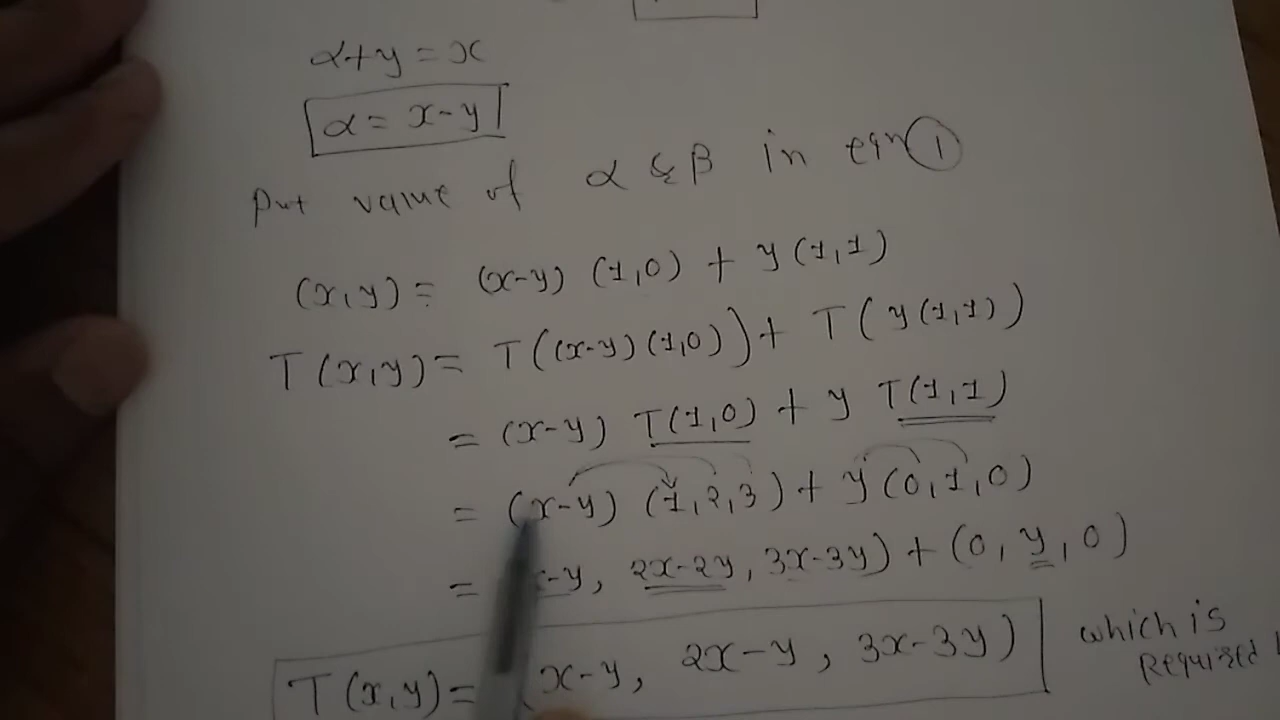 α+y = x
α = x-y
Put value of α & β in eqn ①
(x,y) = (x-y) (1,0) + y (1,1)
T(x,y) = T((x-y)(1,0)) + T(y(1,1))
= (x-y) T(1,0) + y T(1,1)
= (x-y) (1,2,3) + y (0,1,0)
= x-y, 2x-2y, 3x-3y) + (0, y, 0)
T(x,y) = (x-y, 2x-y, 3x-3y) which is
Required